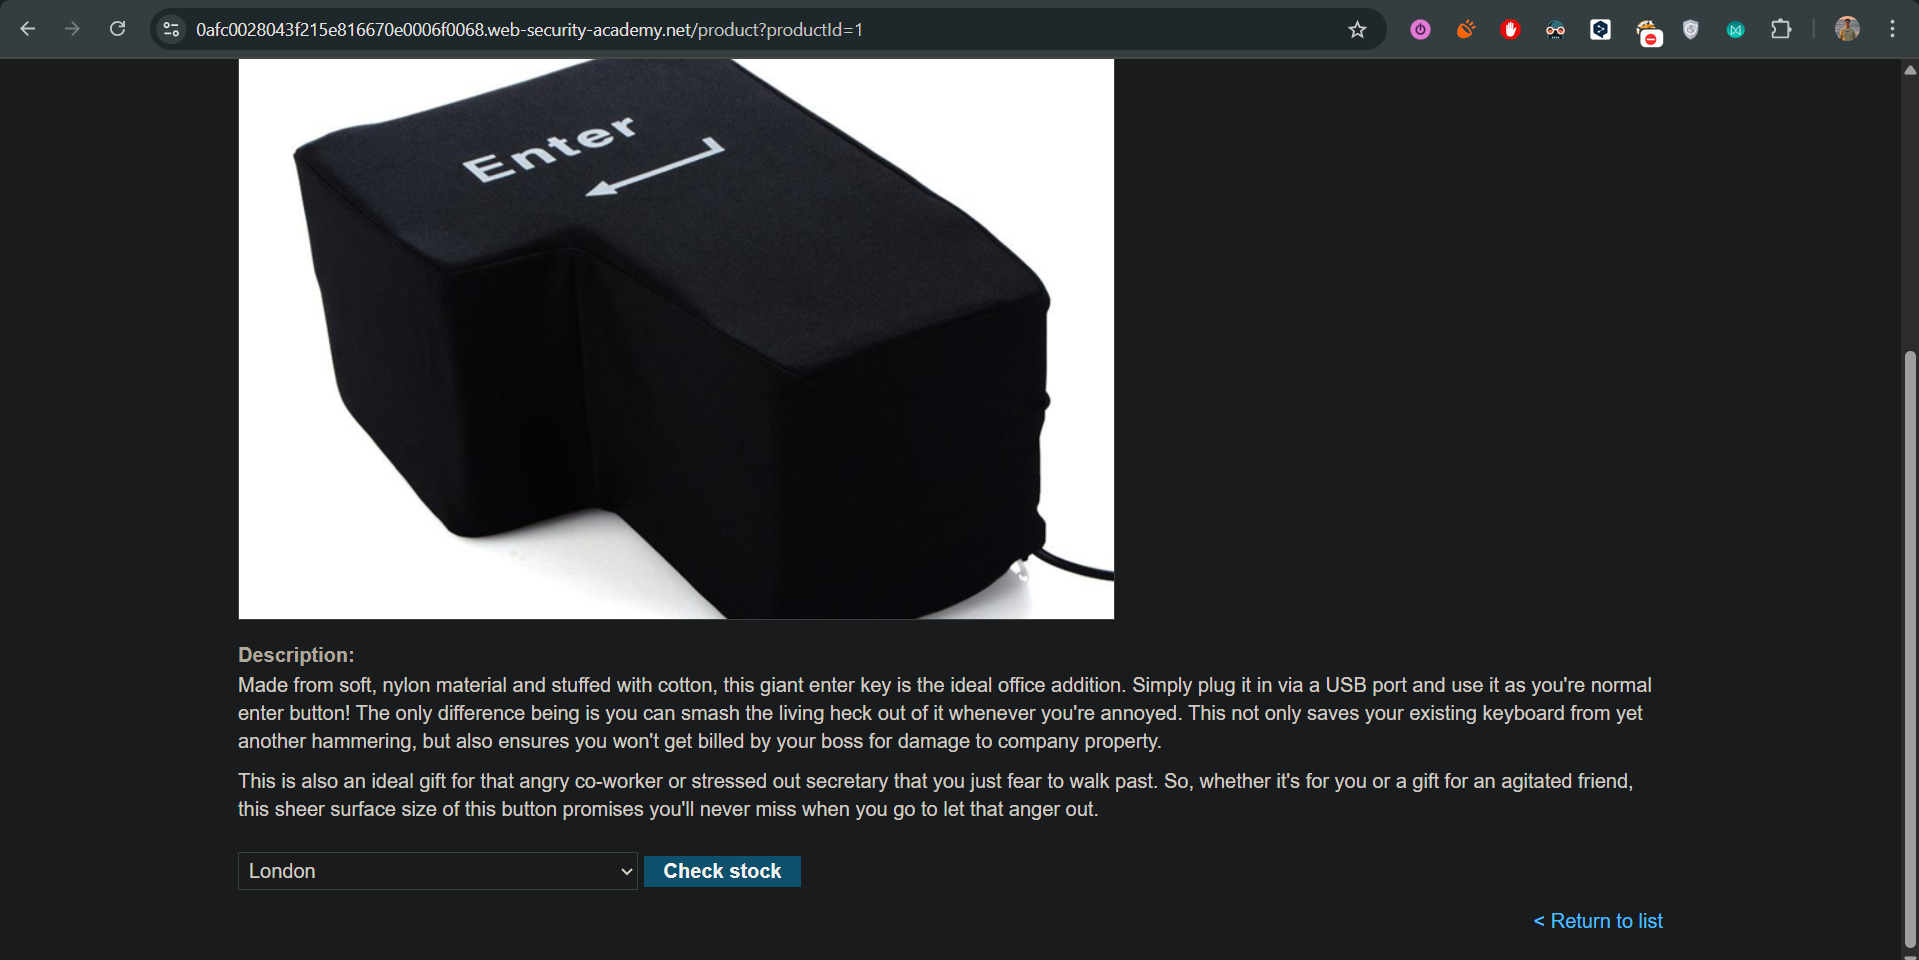 0afc0028043f215e816670e0006f0068.web-security-academy.net/product?productId=1
Enter
Description:
Made from soft, nylon material and stuffed with cotton, this giant enter key is the ideal office addition. Simply plug it in via a USB port and use it as you're normal
enter button! The only difference being is you can smash the living heck out of it whenever you're annoyed. This not only saves your existing keyboard from yet
another hammering, but also ensures you won't get billed by your boss for damage to company property.
This is also an ideal gift for that angry co-worker or stressed out secretary that you just fear to walk past. So, whether it's for you or a gift for an agitated friend,
this sheer surface size of this button promises you'll never miss when you go to let that anger out.
London
Check stock
< Return to list